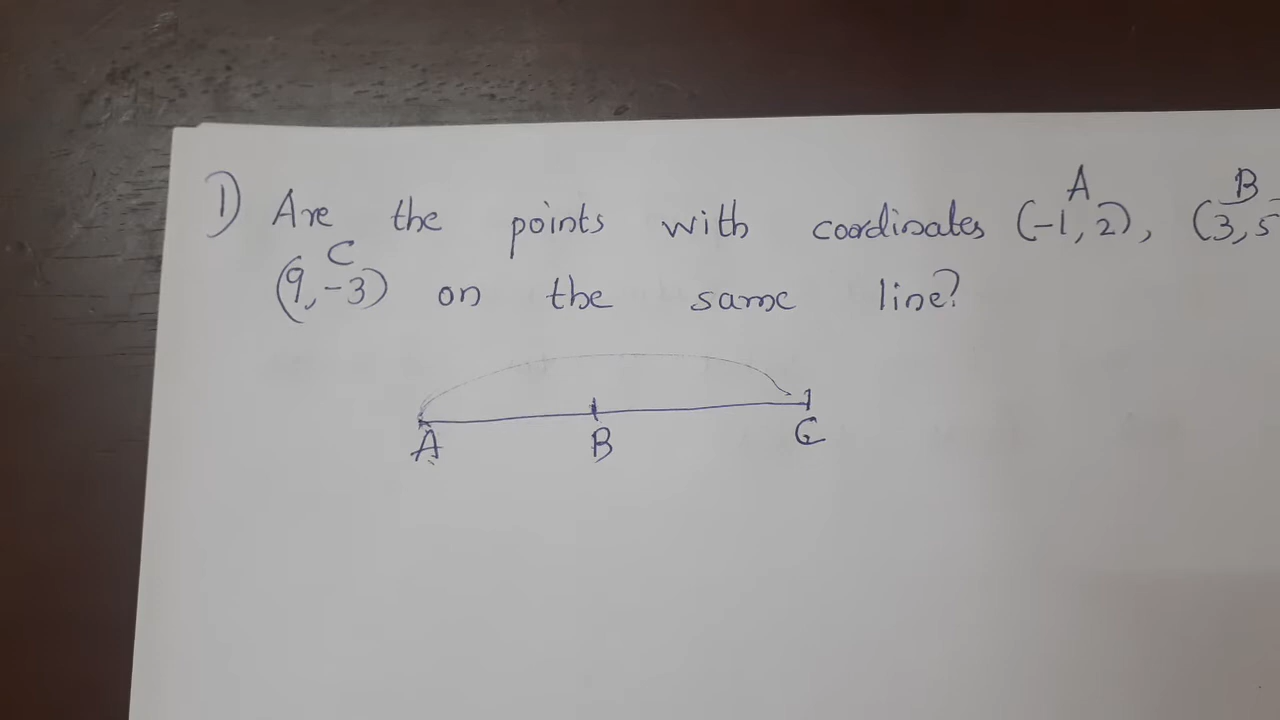 A B
1) Are the points with coordinates (-1, 2), (3, 5
C
(9, -3) on the same line?
A B C